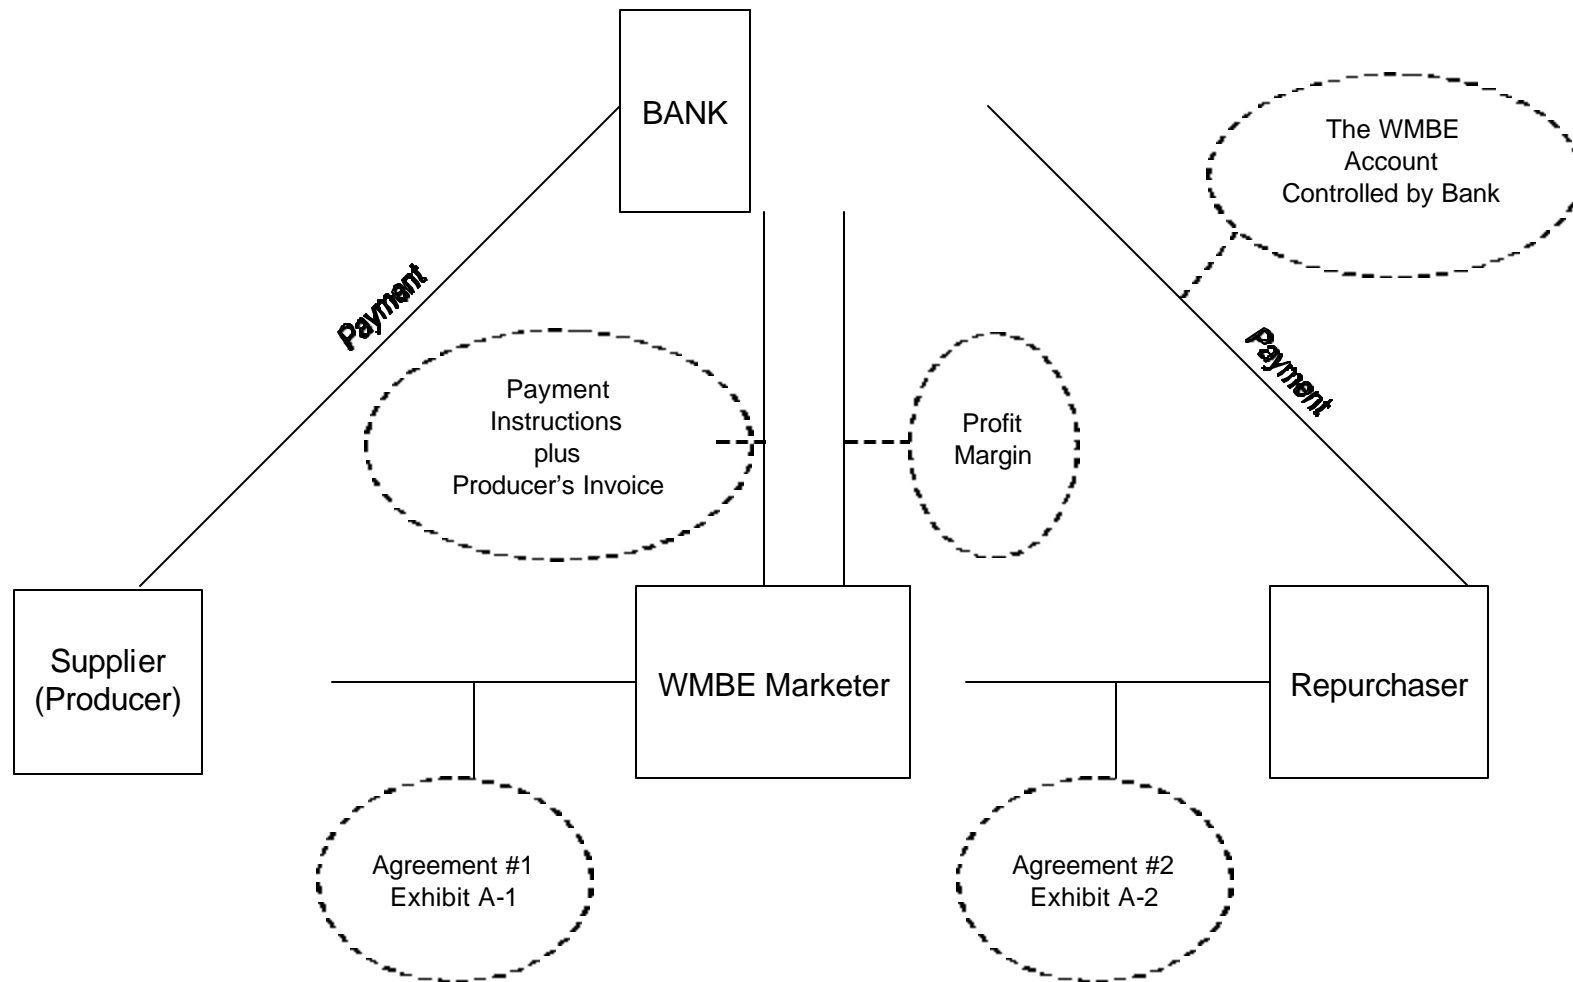 BANK
The WMBE
Account
Controlled by Bank
Payment
Payment
Payment
Instructions
plus
Producer’s Invoice
Profit
Margin
Supplier
(Producer)
WMBE Marketer
Repurchaser
Agreement #1
Exhibit A-1
Agreement #2
Exhibit A-2